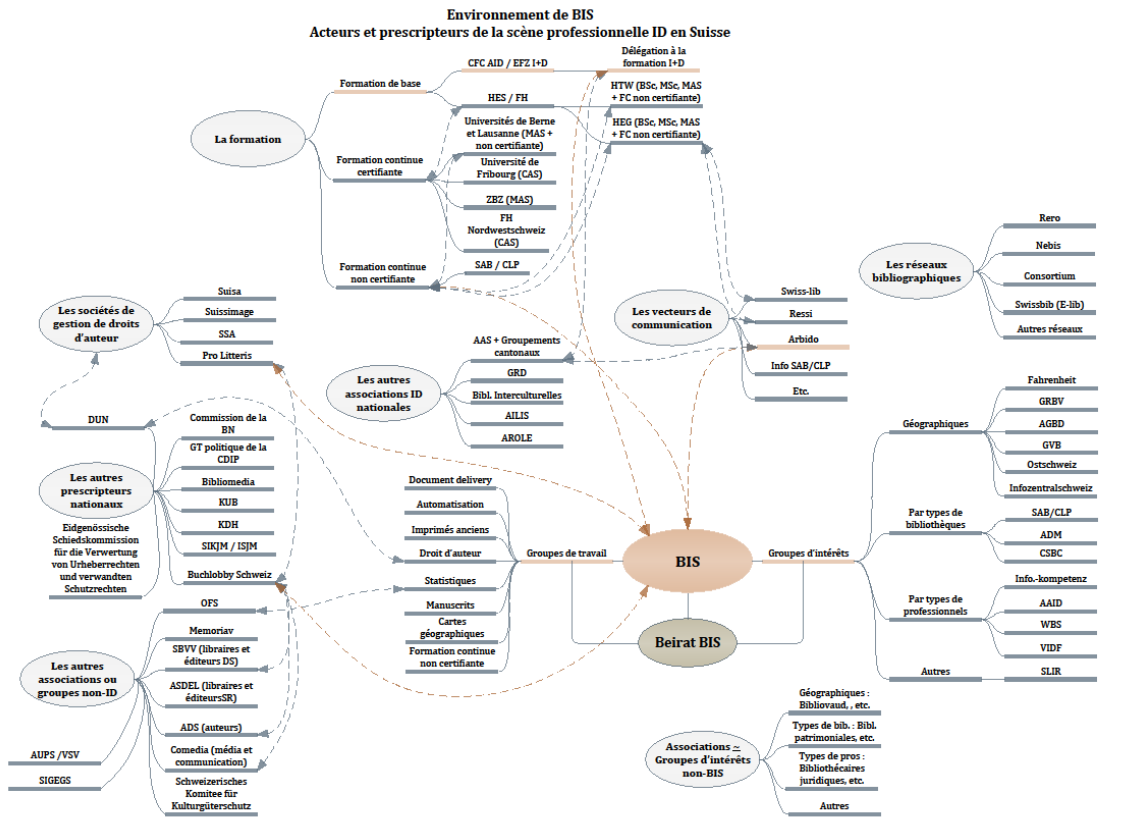 Environnement de BIS
Acteurs et prescripteurs de la scène professionnelle ID en Suisse
La formation
Formation de base
CFC AID / EFZ I+D
Délégation à la
formation I+D
HES / FH
HTW (BSc, MSc, MAS
+ FC non certifiante)
HEG (BSc, MSc, MAS
+ FC non certifiante)
Formation continue
certifiante
Universités de Berne
et Lausanne (MAS +
non certifiante)
Université de
Fribourg (CAS)
ZBZ (MAS)
FH
Nordwestschweiz
(CAS)
Formation continue
non certifiante
SAB / CLP
Les sociétés de
gestion de droits
d'auteur
Suisa
Suissimage
SSA
Pro Litteris
Les autres
associations ID
nationales
AAS + Groupements
cantonaux
GRD
Bibl. Interculturelles
AILIS
AROLE
Les vecteurs de
communication
Swiss-lib
Ressi
Arbido
Info SAB/CLP
Etc.
Les réseaux
bibliographiques
Rero
Nebis
Consortium
Swissbib (E-lib)
Autres réseaux
Les autres
prescripteurs
nationaux
DUN
Commission de la
BN
GT politique de la
CDIP
Bibliomedia
KUB
KDH
SIKJM / ISJM
Buchlobby Schweiz
Eidgenössische
Schiedskommission
für die Verwertung
von Urheberrechten
und verwandten
Schutzrechten
Les autres
associations ou
groupes non-ID
OFS
Memoriav
SBVV (libraires et
éditeurs DS)
ASDEL (libraires et
éditeursSR)
ADS (auteurs)
Comedia (média et
communication)
Schweizerisches
Komitee für
Kulturgüterschutz
AUPS /VSV
SIGEGS
BIS
Beirat BIS
Groupes de travail
Document delivery
Automatisation
Imprimés anciens
Droit d'auteur
Statistiques
Manuscrits
Cartes
géographiques
Formation continue
non certifiante
Groupes d'intérêts
Géographiques
Fahrenheit
GRBV
AGBD
GVB
Ostschweiz
Infozentralschweiz
Par types de
bibliothèques
SAB/CLP
ADM
CSBC
Par types de
professionnels
Info.-kompetenz
AAID
WBS
VIDF
Autres
SLIR
Associations ~
Groupes d'intérêts
non-BIS
Géographiques :
Bibliovaud, , etc.
Types de bib. : Bibl.
patrimoniales, etc.
Types de pros :
Bibliothécaires
juridiques, etc.
Autres